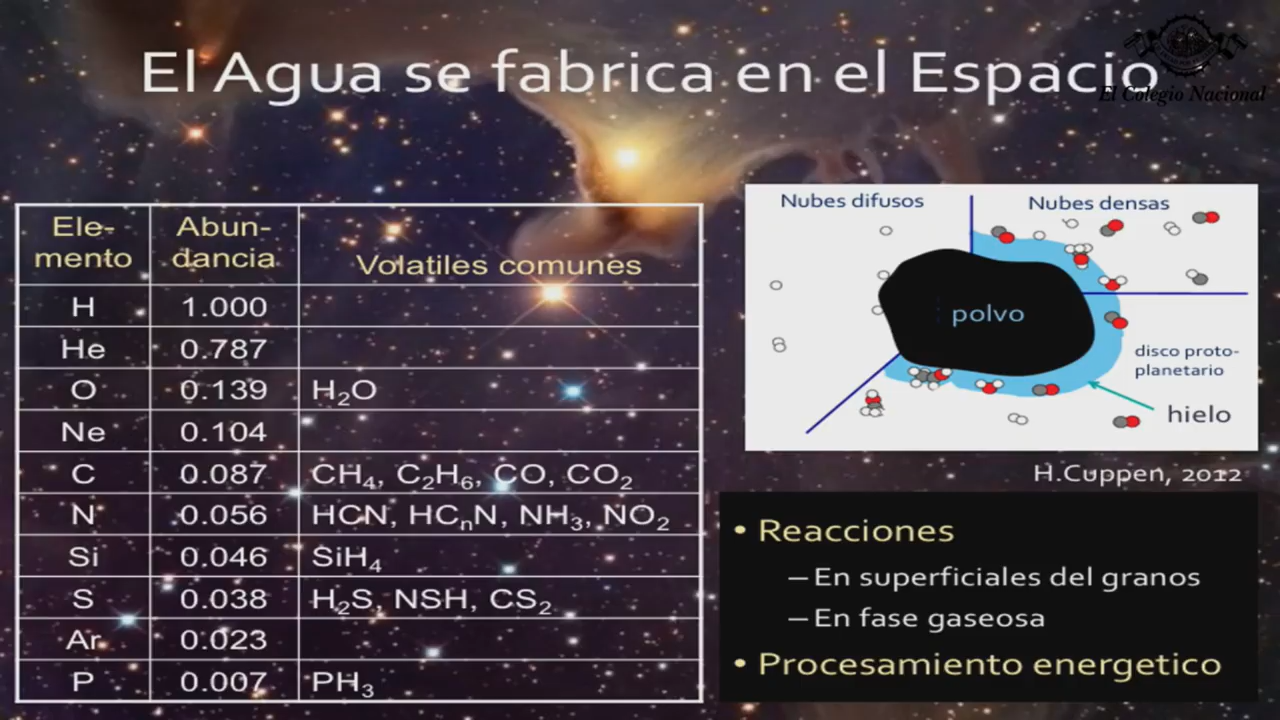 El Agua se fabrica en el Espacio
El Colegio Nacional
Ele-
mento
Abun-
dancia
Volatiles comunes
H 1.000
He 0.787
O 0.139 H₂O
Ne 0.104
C 0.087 CH₄, C₂H₆, CO, CO₂
N 0.056 HCN, HCₙN, NH₃, NO₂
Si 0.046 SiH₄
S 0.038 H₂S, NSH, CS₂
Ar 0.023
P 0.007 PH₃
Nubes difusos
Nubes densas
polvo
disco proto-
planetario
hielo
H.Cuppen, 2012
• Reacciones
– En superficiales del granos
– En fase gaseosa
• Procesamiento energetico